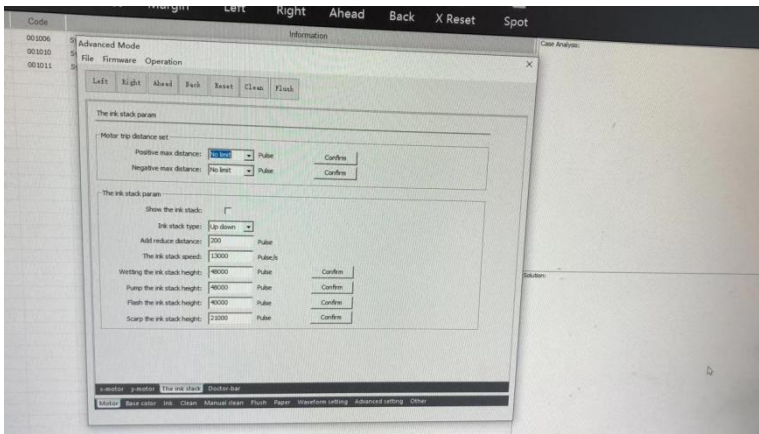 Margin Left Right Ahead Back X Reset Spot
Code Information
001006
001010
001011
Case Analysis:
Advanced Mode
File Firmware Operation
Left Right Ahead Back Reset Clean Flush
The ink stack param
Motor trip distance set
Positive max distance: No limit Pulse Confirm
Negative max distance: No limit Pulse Confirm
The ink stack param
Show the ink stack:
Ink stack type: Up down
Add reduce distance: 200 Pulse
The ink stack speed: 13000 Pulse/s
Wetting the ink stack height: 48000 Pulse Confirm
Pump the ink stack height: 48000 Pulse Confirm
Flash the ink stack height: 40000 Pulse Confirm
Scarp the ink stack height: 21000 Pulse Confirm
Solution:
x-motor y-motor The ink stack Doctor-bar
Motor Base color Ink Clean Manual clean Flush Paper Waveform setting Advanced setting Other